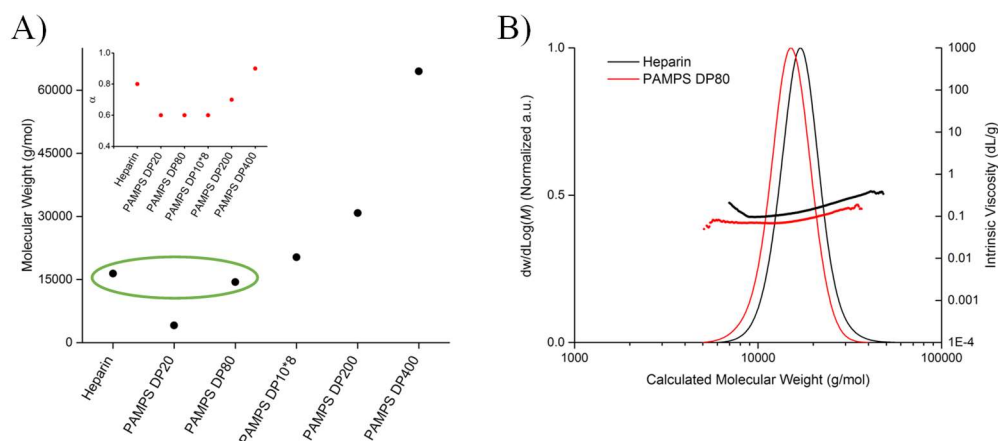 A)
Molecular Weight (g/mol)
60000
45000
30000
15000
0
Heparin
PAMPS DP20
PAMPS DP80
PAMPS DP10*8
PAMPS DP200
PAMPS DP400
α
1.0
0.8
0.6
0.4
Heparin
PAMPS DP20
PAMPS DP80
PAMPS DP10*8
PAMPS DP200
PAMPS DP400
B)
dw/dLog(M) (Normalized a.u.)
1.0
0.5
0.0
Heparin
PAMPS DP80
1000
10000
100000
Calculated Molecular Weight (g/mol)
1000
100
10
1
0.1
0.01
0.001
1E-4
Intrinsic Viscosity (dL/g)